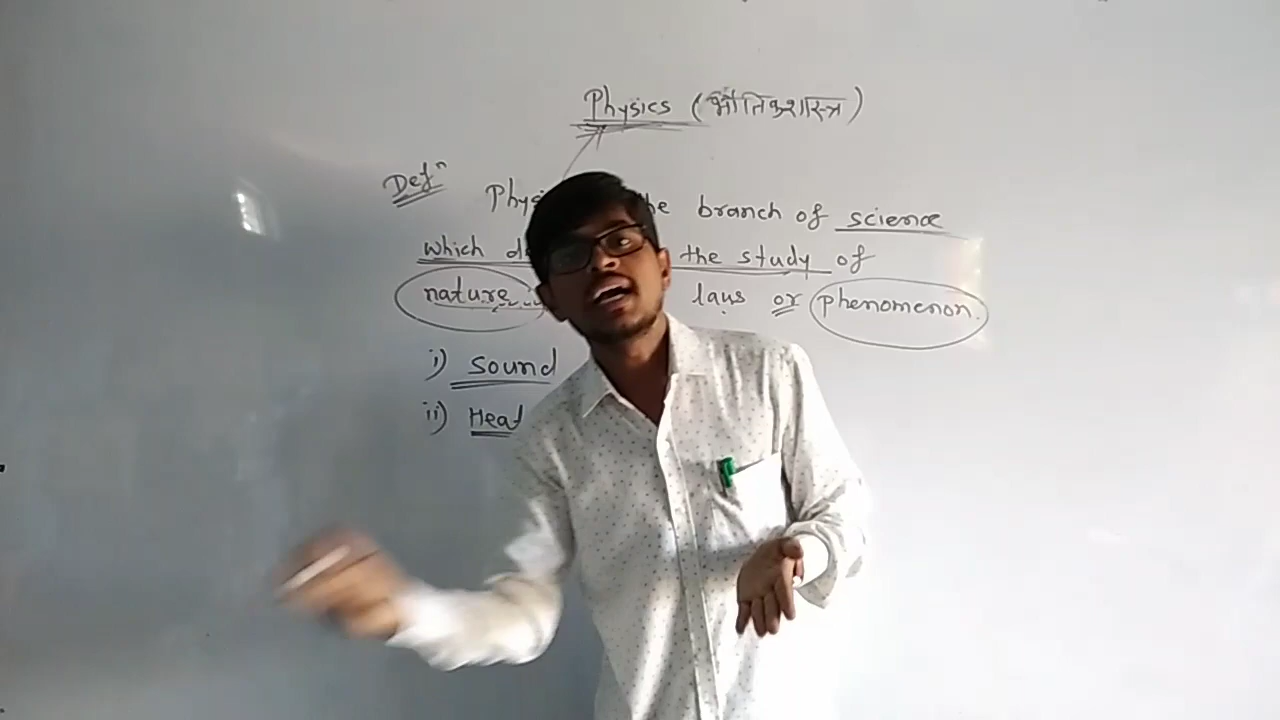 Physics (भौतिकशास्त्र)
Defⁿ
the branch of science
which the study of
nature laws or phenomenon.
i) Sound
ii) Heat